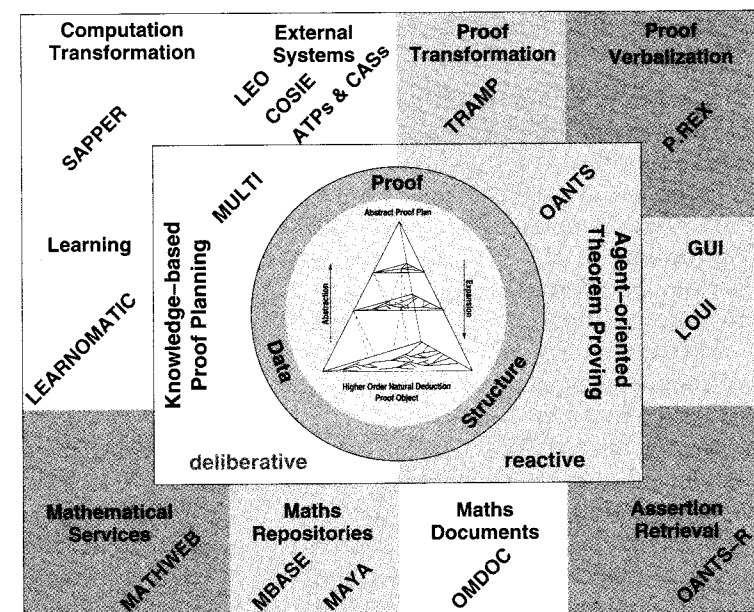 Computation
Transformation
SAPPER
External
Systems
LEO
COSIE
ATPs & CASs
Proof
Transformation
TRAMP
Proof
Verbalization
P.REX
Learning
LEARNOMATIC
Knowledge-based
Proof Planning
MULTI
Proof
Data
Structure
Abstract Proof Plan
Abstraction
Expansion
Higher Order Natural Deduction
Proof Object
OANTS
Agent-oriented
Theorem Proving
GUI
LOUI
deliberative
reactive
Mathematical
Services
MATHWEB
Maths
Repositories
MBASE
MAYA
Maths
Documents
OMDOC
Assertion
Retrieval
OANTS-R